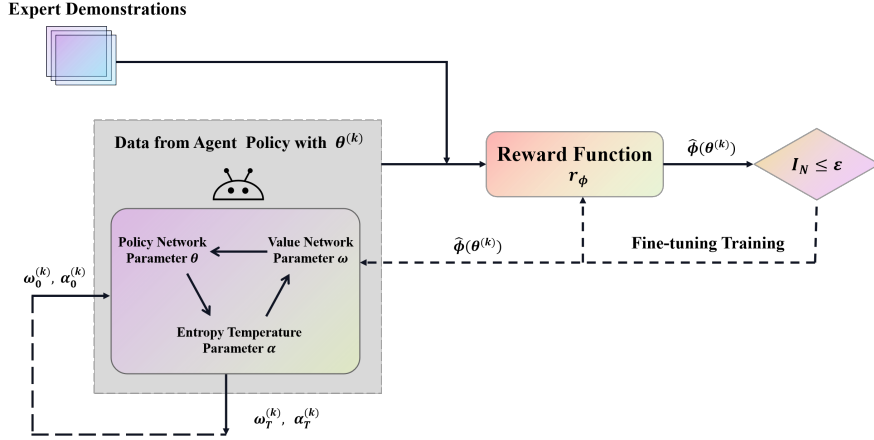 Expert Demonstrations
Data from Agent Policy with θ^(k)
Reward Function
r_ϕ
ϕ̂(θ^(k))
I_N ≤ ε
Policy Network
Parameter θ
Value Network
Parameter ω
ϕ̂(θ^(k))
Fine-tuning Training
ω_0^(k), α_0^(k)
Entropy Temperature
Parameter α
ω_T^(k), α_T^(k)